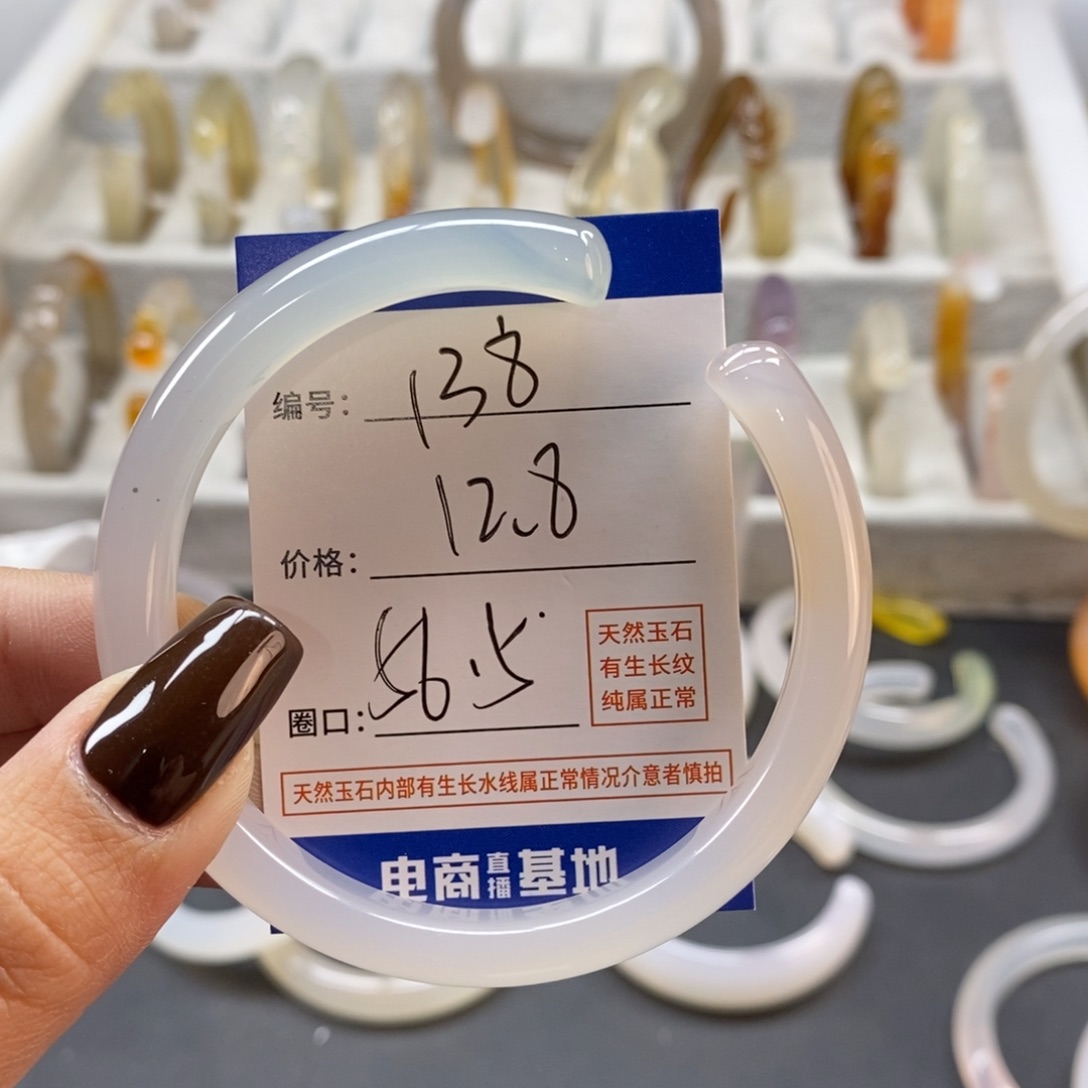 编号: 138
12.8
价格:
圈口: 56.5
天然玉石
有生长纹
纯属正常
天然玉石内部有生长水线属正常情况介意者慎拍
电商直播基地